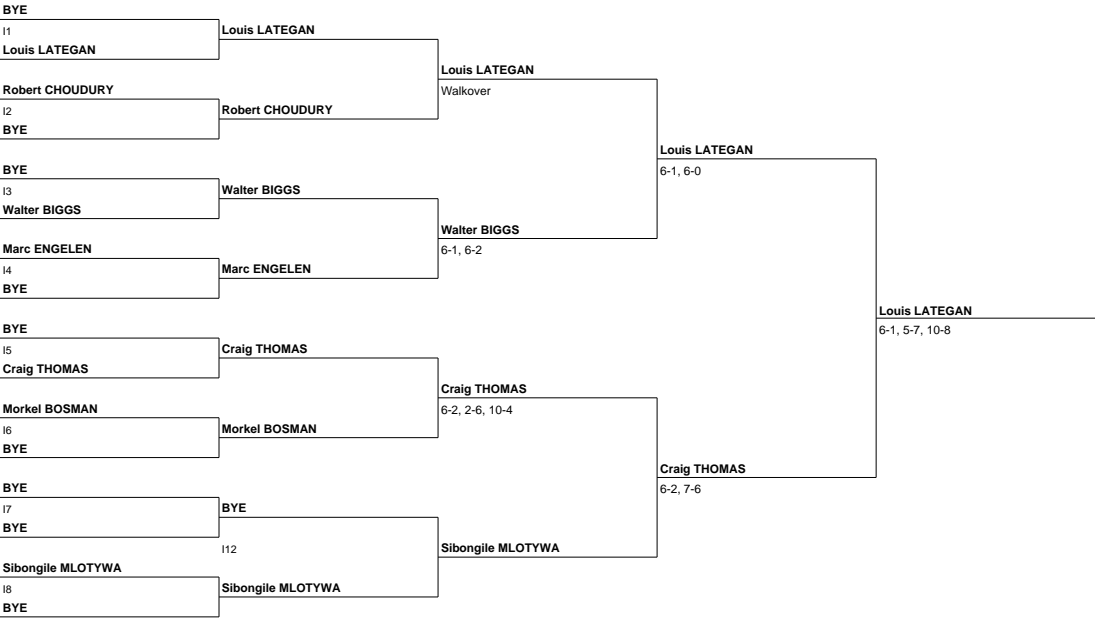 BYE
I1
Louis LATEGAN
Robert CHOUDURY
I2
BYE
BYE
I3
Walter BIGGS
Marc ENGELEN
I4
BYE
BYE
I5
Craig THOMAS
Morkel BOSMAN
I6
BYE
BYE
I7
BYE
Sibongile MLOTYWA
I8
BYE
Louis LATEGAN
Robert CHOUDURY
Walter BIGGS
Marc ENGELEN
Craig THOMAS
Morkel BOSMAN
BYE
I12
Sibongile MLOTYWA
Louis LATEGAN
Walkover
Walter BIGGS
6-1, 6-2
Craig THOMAS
6-2, 2-6, 10-4
Sibongile MLOTYWA
Louis LATEGAN
6-1, 6-0
Craig THOMAS
6-2, 7-6
Louis LATEGAN
6-1, 5-7, 10-8